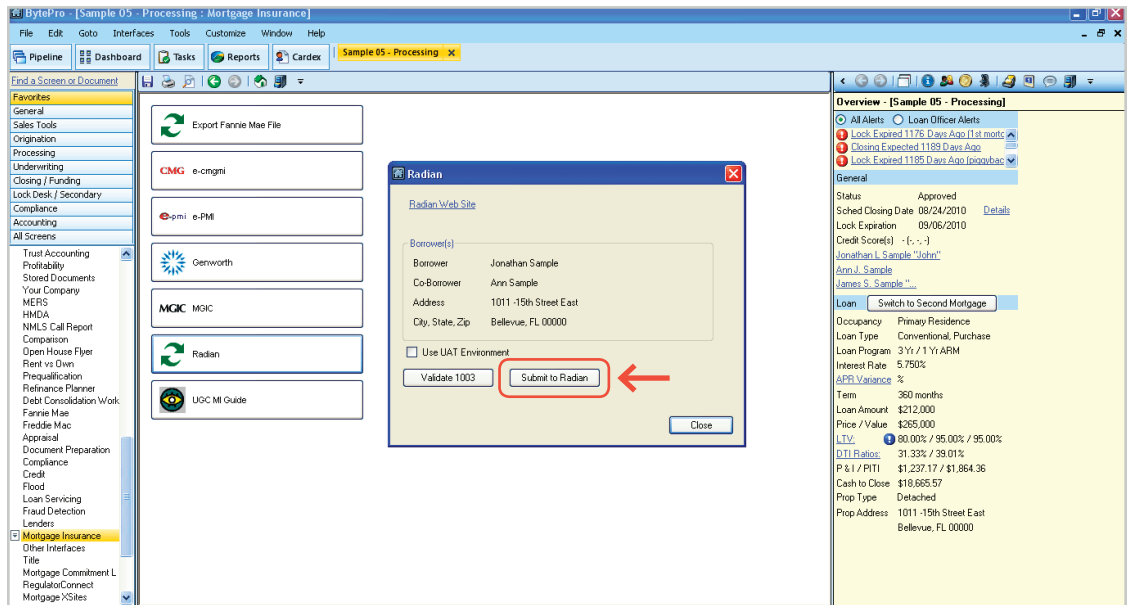 BytePro - [Sample 05 - Processing : Mortgage Insurance]
File Edit Goto Interfaces Tools Customize Window Help
Pipeline Dashboard Tasks Reports Cardex Sample 05 - Processing X
Find a Screen or Document
Favorites
General
Sales Tools
Origination
Processing
Underwriting
Closing / Funding
Lock Desk / Secondary
Compliance
Accounting
All Screens
Trust Accounting
Profitability
Stored Documents
Your Company
MERS
HMDA
NMLS Call Report
Comparison
Open House Flyer
Rent vs Own
Prequalification
Refinance Planner
Debt Consolidation Work
Fannie Mae
Freddie Mac
Appraisal
Document Preparation
Compliance
Credit
Flood
Loan Servicing
Fraud Detection
Lenders
Mortgage Insurance
Other Interfaces
Title
Mortgage Commitment L
RegulatorConnect
Mortgage XSites
Export Fannie Mae File
CMG e-cmgmi
e-pmi e-PMI
Genworth
MGIC MGIC
Radian
UGC MI Guide
Radian
Radian Web Site
Borrower(s)
Borrower Jonathan Sample
Co-Borrower Ann Sample
Address 1011 -15th Street East
City, State, Zip Bellevue, FL 00000
Use UAT Environment
Validate 1003 Submit to Radian
Close
Overview - [Sample 05 - Processing]
All Alerts Loan Officer Alerts
Lock Expired 1176 Days Ago (1st mortc
Closing Expected 1189 Days Ago
Lock Expired 1185 Days Ago (piggybac
General
Status Approved
Sched Closing Date 08/24/2010 Details
Lock Expiration 09/06/2010
Credit Score(s) - (-, -, -)
Jonathan L Sample "John"
Ann J. Sample
James S. Sample "...
Loan Switch to Second Mortgage
Occupancy Primary Residence
Loan Type Conventional, Purchase
Loan Program 3 Yr / 1 Yr ARM
Interest Rate 5.750%
APR Variance %
Term 360 months
Loan Amount $212,000
Price / Value $265,000
LTV: 80.00% / 95.00% / 95.00%
DTI Ratios: 31.33% / 39.01%
P & I / PITI $1,237.17 / $1,864.36
Cash to Close $18,665.57
Prop Type Detached
Prop Address 1011 -15th Street East
Bellevue, FL 00000